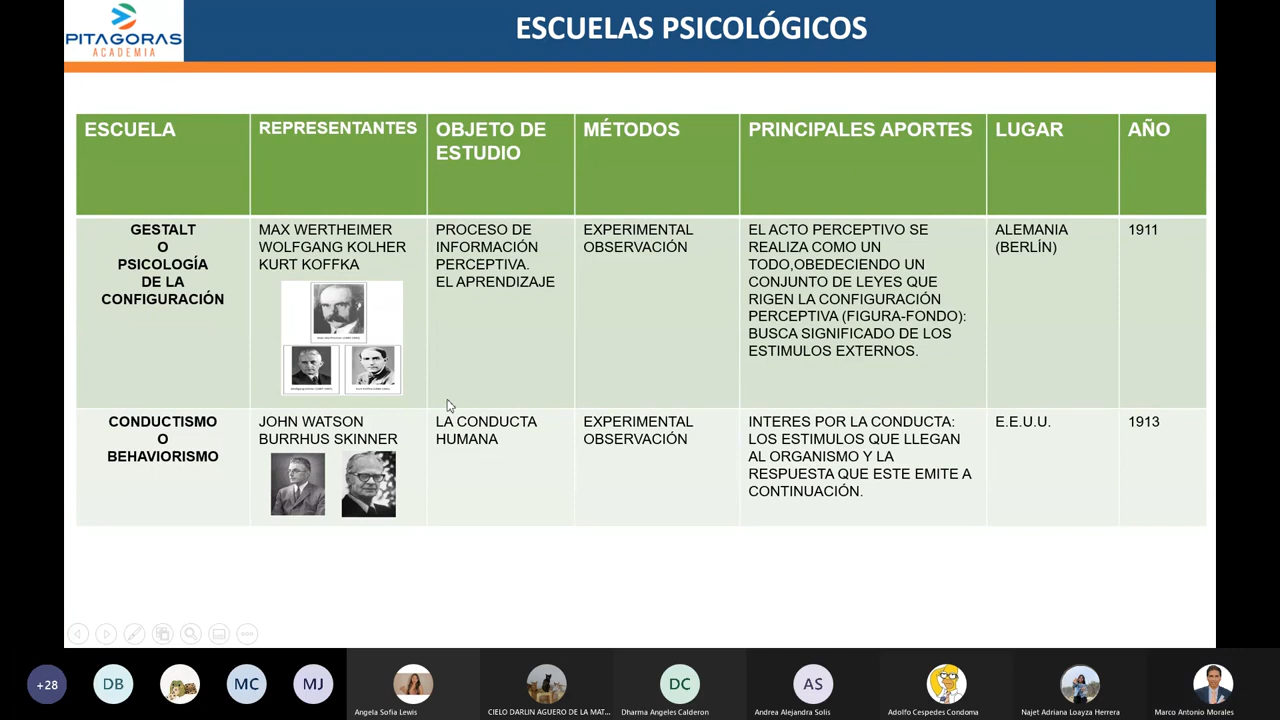 PITAGORAS
ACADEMIA
ESCUELAS PSICOLÓGICOS
ESCUELA
REPRESENTANTES
OBJETO DE
ESTUDIO
MÉTODOS
PRINCIPALES APORTES
LUGAR
AÑO
GESTALT
O
PSICOLOGÍA
DE LA
CONFIGURACIÓN
MAX WERTHEIMER
WOLFGANG KOLHER
KURT KOFFKA
PROCESO DE
INFORMACIÓN
PERCEPTIVA.
EL APRENDIZAJE
EXPERIMENTAL
OBSERVACIÓN
EL ACTO PERCEPTIVO SE
REALIZA COMO UN
TODO,OBEDECIENDO UN
CONJUNTO DE LEYES QUE
RIGEN LA CONFIGURACIÓN
PERCEPTIVA (FIGURA-FONDO):
BUSCA SIGNIFICADO DE LOS
ESTIMULOS EXTERNOS.
ALEMANIA
(BERLÍN)
1911
CONDUCTISMO
O
BEHAVIORISMO
JOHN WATSON
BURRHUS SKINNER
LA CONDUCTA
HUMANA
EXPERIMENTAL
OBSERVACIÓN
INTERES POR LA CONDUCTA:
LOS ESTIMULOS QUE LLEGAN
AL ORGANISMO Y LA
RESPUESTA QUE ESTE EMITE A
CONTINUACIÓN.
E.E.U.U.
1913
+28
DB
MC
MJ
Angela Sofia Lewis
CIELO DARLIN AGUERO DE LA MAT...
DC
Dharma Angeles Calderon
AS
Andrea Alejandra Solis
Adolfo Cespedes Condoma
Najet Adriana Loayza Herrera
Marco Antonio Morales